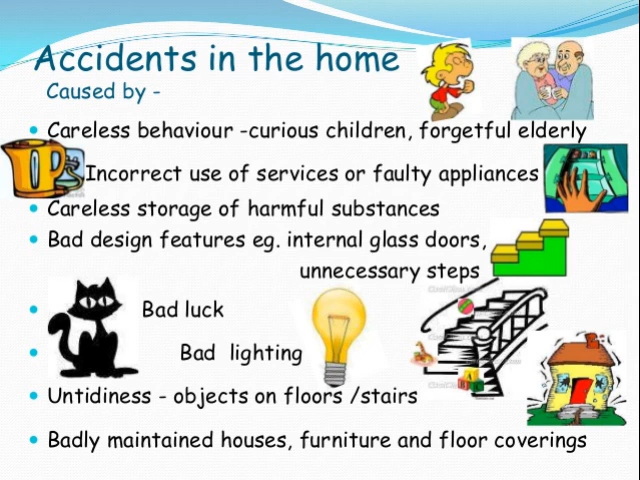 Accidents in the home
Caused by -
Careless behaviour -curious children, forgetful elderly
Incorrect use of services or faulty appliances
Careless storage of harmful substances
Bad design features eg. internal glass doors,
unnecessary steps
Bad luck
Bad lighting
Untidiness - objects on floors /stairs
Badly maintained houses, furniture and floor coverings